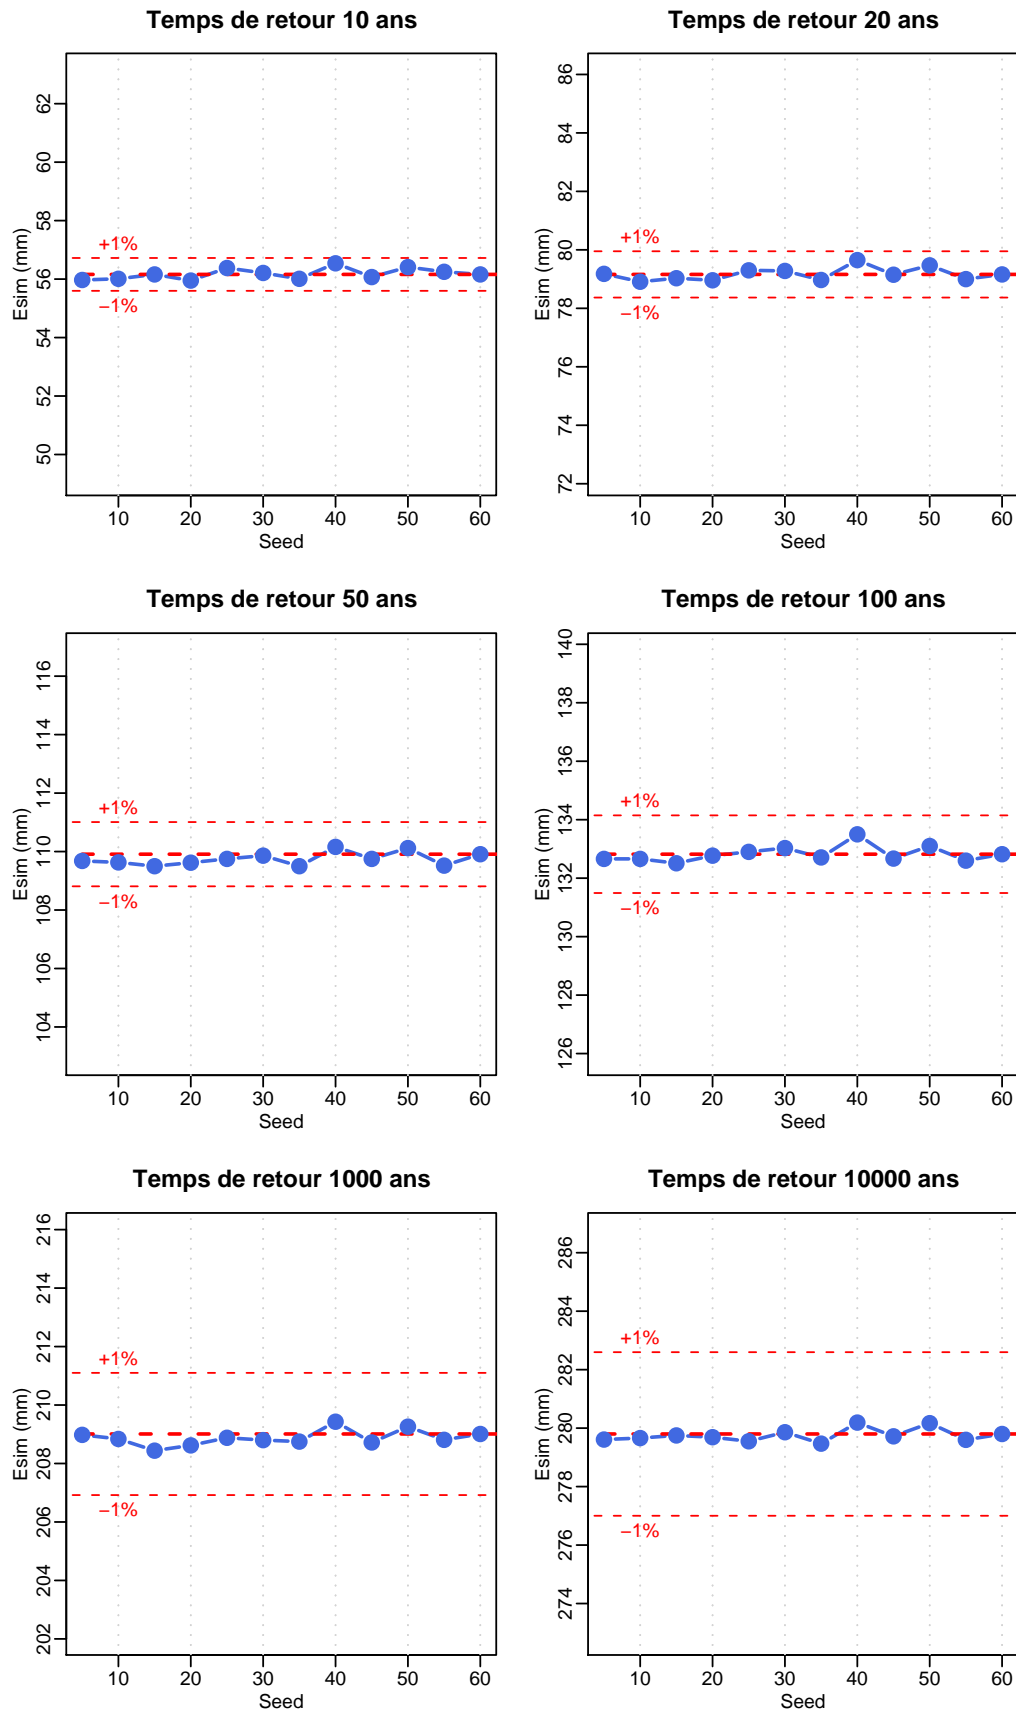 Temps de retour 10 ans
Esim (mm)
62
60
58
56
54
52
50
+1%
−1%
10 20 30 40 50 60
Seed
Temps de retour 20 ans
Esim (mm)
86
84
82
80
78
76
74
72
+1%
−1%
10 20 30 40 50 60
Seed
Temps de retour 50 ans
Esim (mm)
116
114
112
110
108
106
104
+1%
−1%
10 20 30 40 50 60
Seed
Temps de retour 100 ans
Esim (mm)
140
138
136
134
132
130
128
126
+1%
−1%
10 20 30 40 50 60
Seed
Temps de retour 1000 ans
Esim (mm)
216
214
212
210
208
206
204
202
+1%
−1%
10 20 30 40 50 60
Seed
Temps de retour 10000 ans
Esim (mm)
286
284
282
280
278
276
274
+1%
−1%
10 20 30 40 50 60
Seed